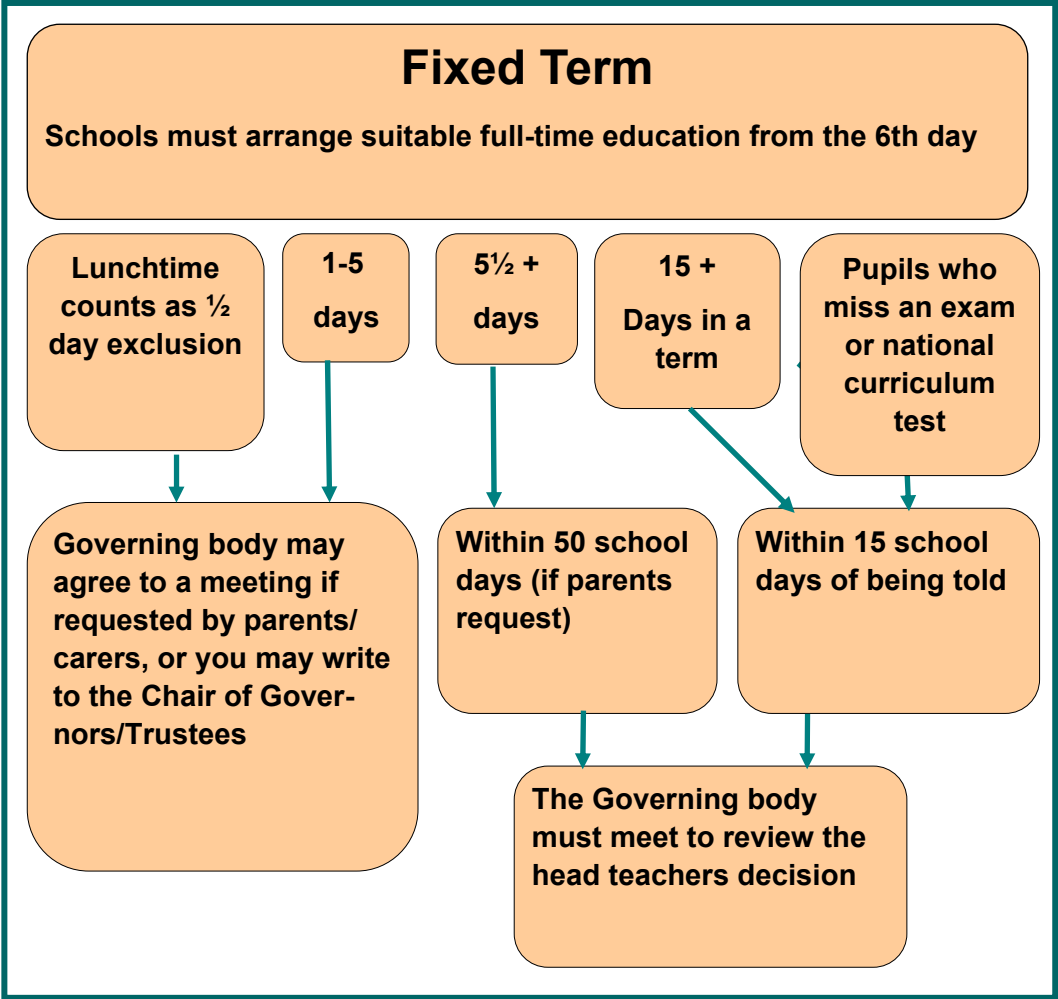 Fixed Term
Schools must arrange suitable full-time education from the 6th day
Lunchtime
counts as ½
day exclusion
1-5
days
5½ +
days
15 +
Days in a
term
Pupils who
miss an exam
or national
curriculum
test
Governing body may
agree to a meeting if
requested by parents/
carers, or you may write
to the Chair of Gover-
nors/Trustees
Within 50 school
days (if parents
request)
Within 15 school
days of being told
The Governing body
must meet to review the
head teachers decision